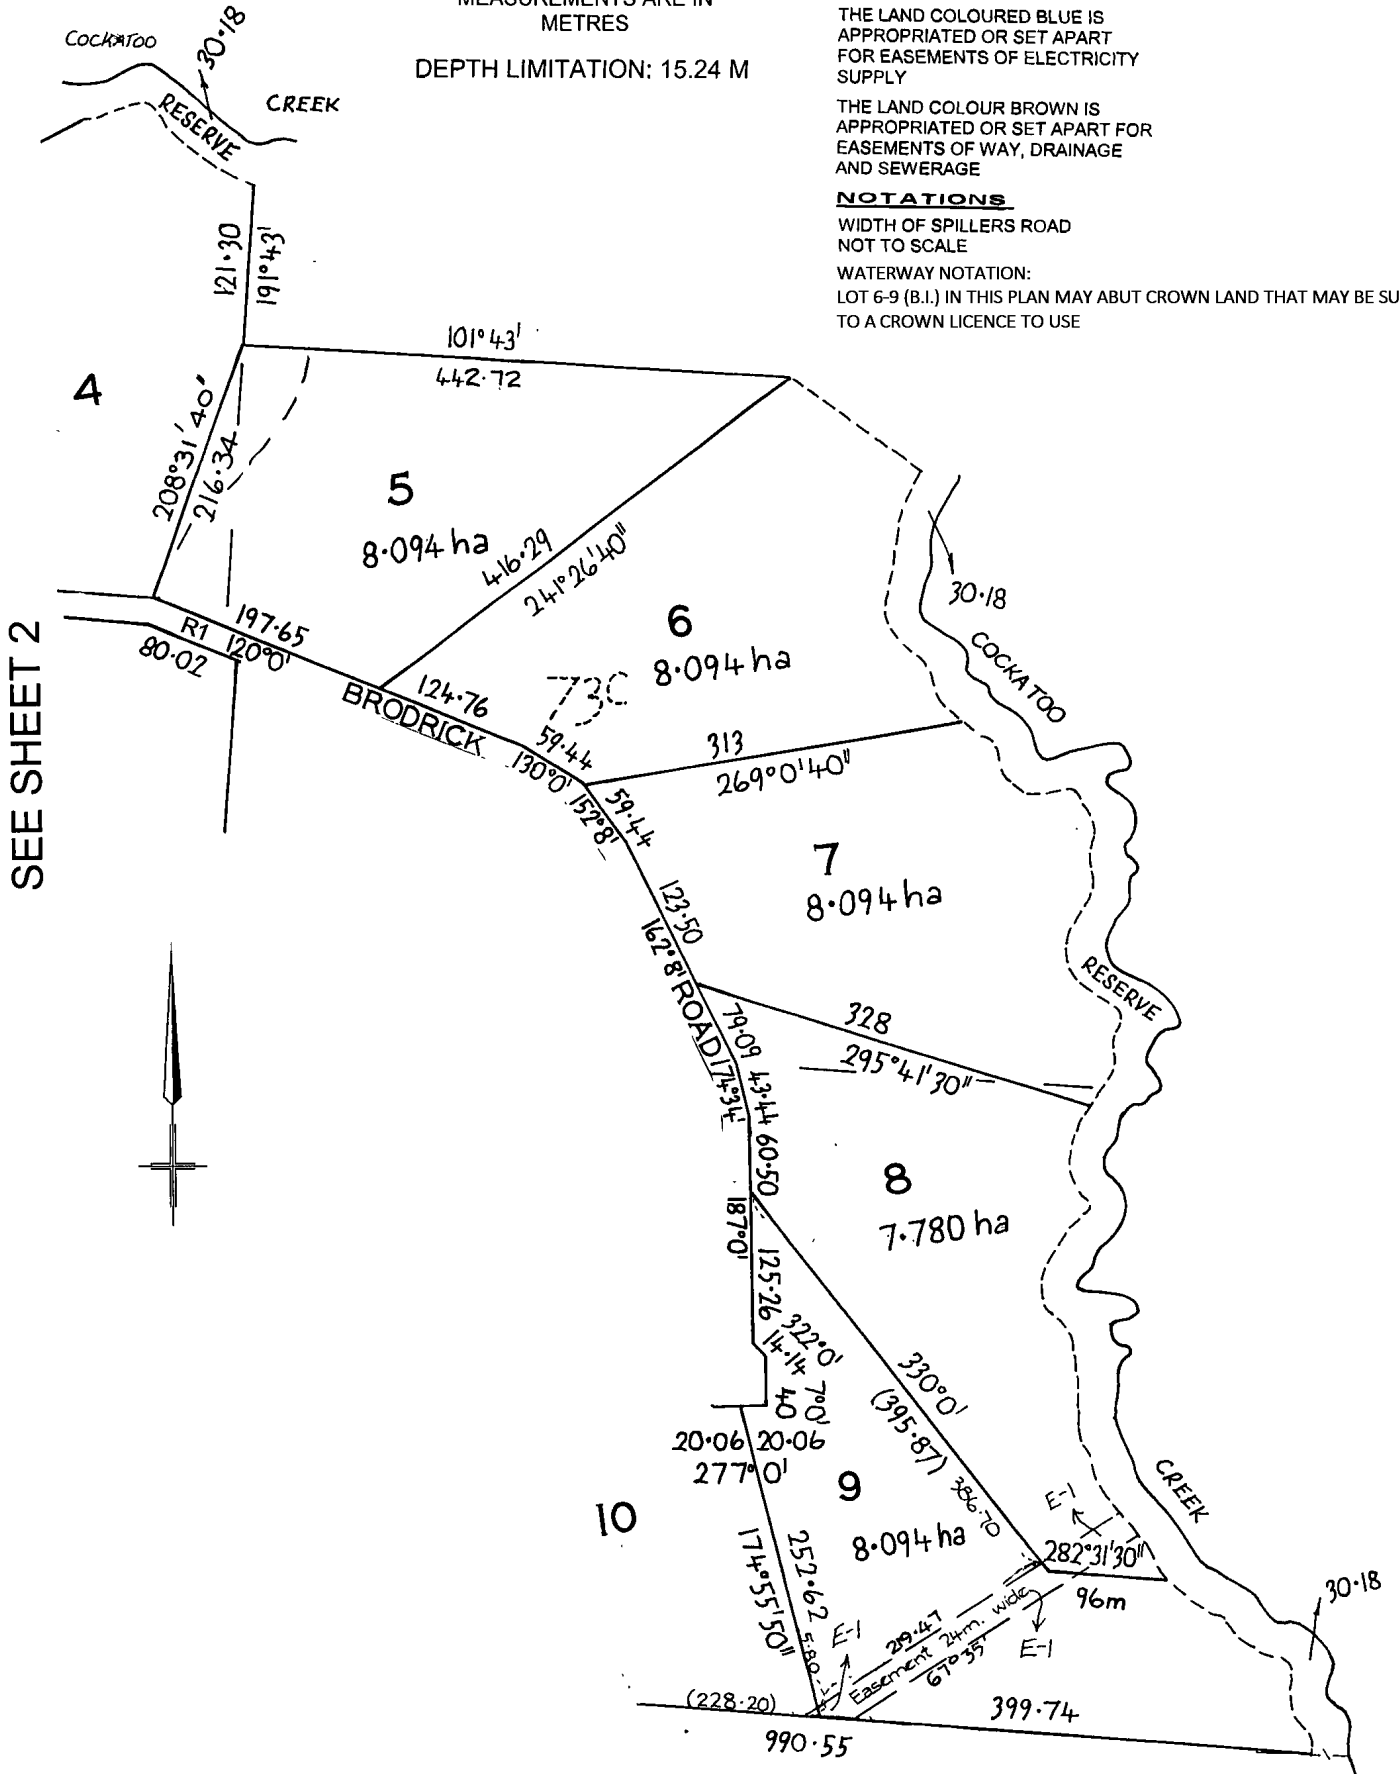 MEASUREMENTS ARE IN
METRES
DEPTH LIMITATION: 15.24 M
THE LAND COLOURED BLUE IS
APPROPRIATED OR SET APART
FOR EASEMENTS OF ELECTRICITY
SUPPLY
THE LAND COLOUR BROWN IS
APPROPRIATED OR SET APART FOR
EASEMENTS OF WAY, DRAINAGE
AND SEWERAGE
NOTATIONS
WIDTH OF SPILLERS ROAD
NOT TO SCALE
WATERWAY NOTATION:
LOT 6-9 (B.I.) IN THIS PLAN MAY ABUT CROWN LAND THAT MAY BE SU
TO A CROWN LICENCE TO USE
COCKATOO
30·18
CREEK
RESERVE
121·30
191°43'
101°43'
442·72
4
208°31'40"
216·34
5
8·094 ha
416·29
241°26'40"
30·18
SEE SHEET 2
197·65
R1
120°0'
80·02
6
8·094 ha
COCKATOO
BRODRICK
124·76
73C
59·44
130°0'
313
269°0'40"
59·44
152°8'
7
8·094 ha
123·50
162°8'
RESERVE
ROAD
79·09
328
295°41'30"
174°34'
43·44
60·50
8
7·780 ha
187°0'
125·26
322°0'
14·14
7°0'
40
330°0'
(395·87)
386·70
20·06
20·06
277°0'
9
8·094 ha
10
CREEK
E-1
282°31'30"
96m
30·18
174°55'50"
252·62
5·80
E-1
219·47
Easement 24m. wide
67°35'
E-1
(228·20)
399·74
990·55